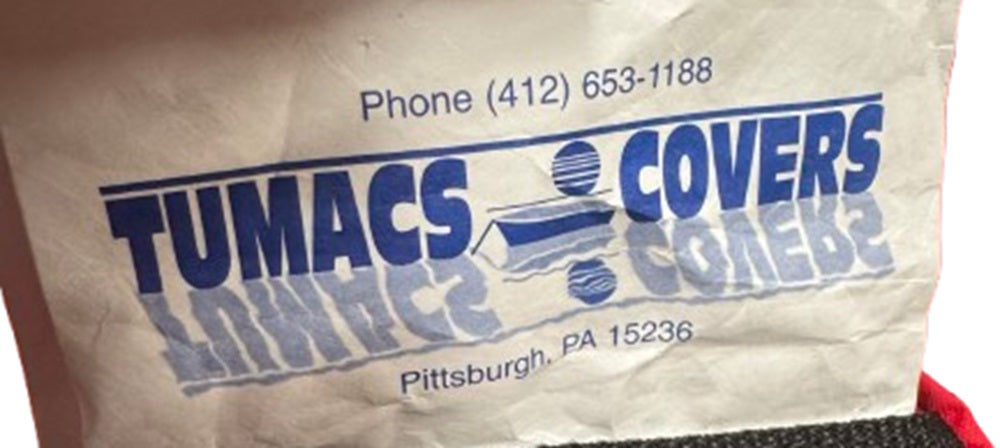 Phone (412) 653-1188
TUMACS COVERS
Pittsburgh, PA 15236